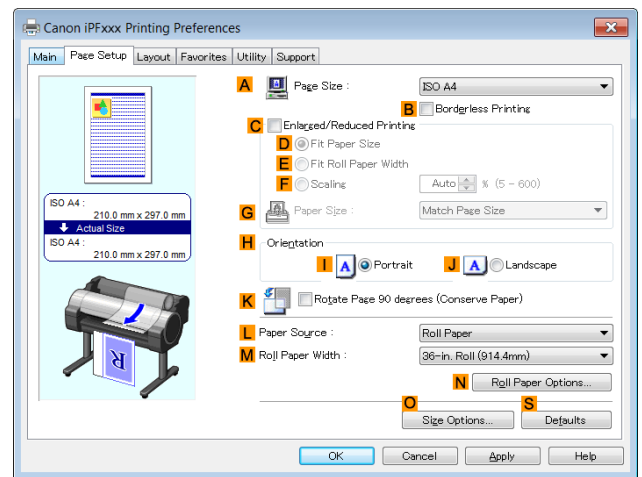 Canon iPFxxx Printing Preferences
Main Page Setup Layout Favorites Utility Support
A Page Size : ISO A4
B Borderless Printing
C Enlarged/Reduced Printing
D Fit Paper Size
E Fit Roll Paper Width
F Scaling Auto % (5 - 600)
G Paper Size : Match Page Size
ISO A4 :
210.0 mm x 297.0 mm
Actual Size
ISO A4 :
210.0 mm x 297.0 mm
H Orientation
I A Portrait J A Landscape
K Rotate Page 90 degrees (Conserve Paper)
L Paper Source : Roll Paper
M Roll Paper Width : 36-in. Roll (914.4mm)
R
N Roll Paper Options...
O S
Size Options... Defaults
OK Cancel Apply Help